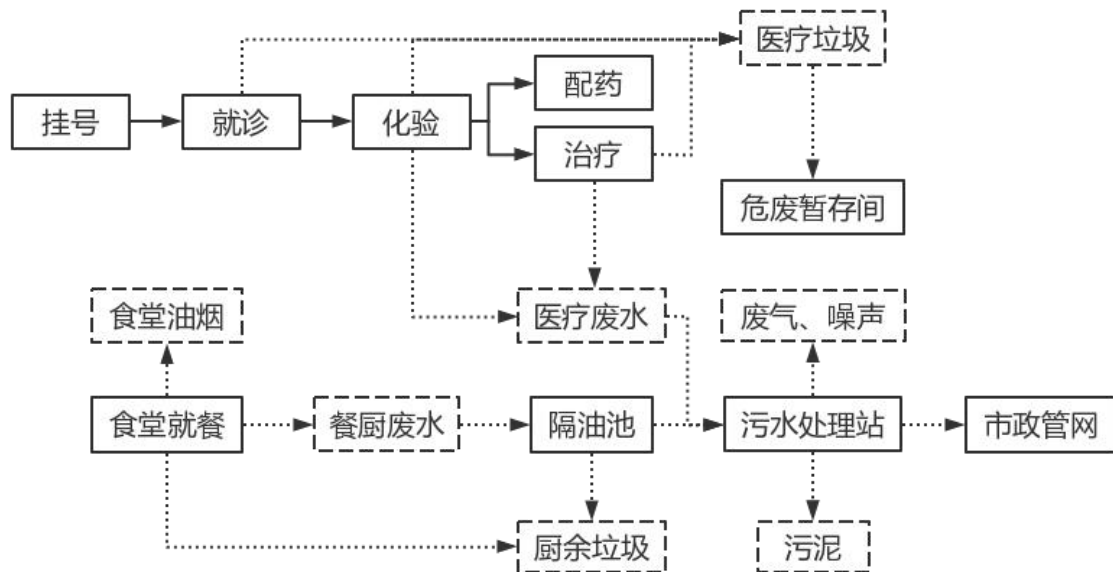 医疗垃圾
配药
挂号
就诊
化验
治疗
危废暂存间
食堂油烟
医疗废水
废气、噪声
食堂就餐
餐厨废水
隔油池
污水处理站
市政管网
厨余垃圾
污泥